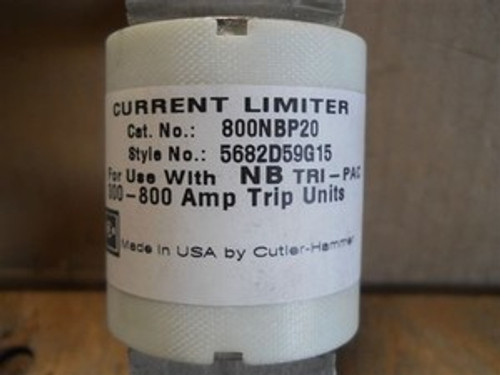 CURRENT LIMITER
Cat. No.: 800NBP20
Style No.: 5682D59G15
For Use With NB TRI-PAC
00-800 Amp Trip Units
Made in USA by Cutler-Hammer